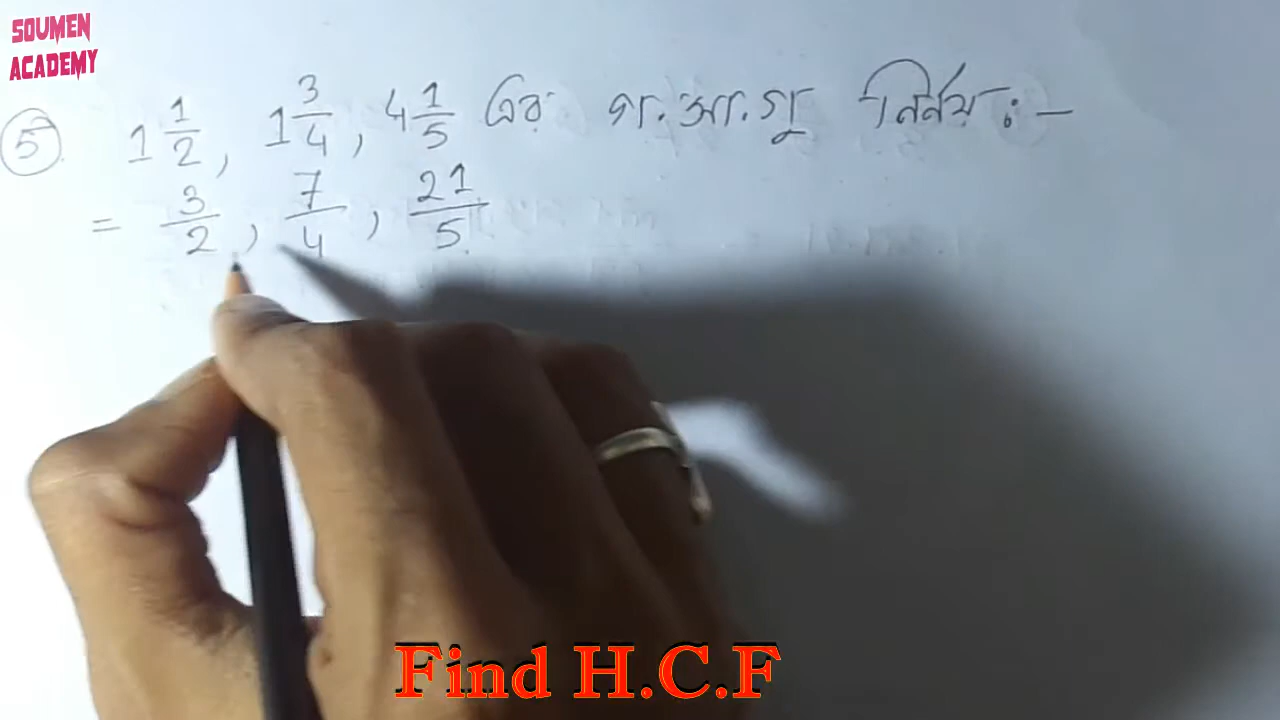 SOUMEN
ACADEMY
⑤ 1 1/2, 1 3/4, 4 1/5 এর গ.সা.গু নির্নয় :-
= 3/2, 7/4, 21/5
Find H.C.F